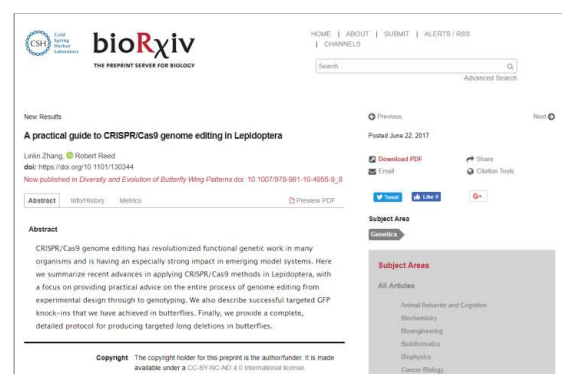 CSH
Cold
Spring
Harbor
Laboratory
bioRxiv
THE PREPRINT SERVER FOR BIOLOGY
HOME | ABOUT | SUBMIT | ALERTS / RSS
| CHANNELS
Search
Advanced Search
New Results
A practical guide to CRISPR/Cas9 genome editing in Lepidoptera
Linlin Zhang, Robert Reed
doi: https://doi.org/10.1101/130344
Now published in Diversity and Evolution of Butterfly Wing Patterns doi: 10.1007/978-981-10-4956-9_8
Abstract Info/History Metrics Preview PDF
Abstract
CRISPR/Cas9 genome editing has revolutionized functional genetic work in many
organisms and is having an especially strong impact in emerging model systems. Here
we summarize recent advances in applying CRISPR/Cas9 methods in Lepidoptera, with
a focus on providing practical advice on the entire process of genome editing from
experimental design through to genotyping. We also describe successful targeted GFP
knock-ins that we have achieved in butterflies. Finally, we provide a complete,
detailed protocol for producing targeted long deletions in butterflies.
Copyright The copyright holder for this preprint is the author/funder. It is made
available under a CC-BY-NC-ND 4.0 International license.
Previous Next
Posted June 22, 2017.
Download PDF Share
Email Citation Tools
Tweet Like 0 G+
Subject Area
Genetics
Subject Areas
All Articles
Animal Behavior and Cognition
Biochemistry
Bioengineering
Bioinformatics
Biophysics
Cancer Biology